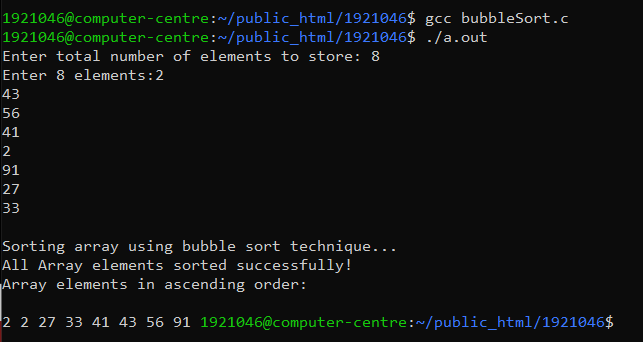 1921046@computer-centre:~/public_html/1921046$ gcc bubbleSort.c
1921046@computer-centre:~/public_html/1921046$ ./a.out
Enter total number of elements to store: 8
Enter 8 elements:2
43
56
41
2
91
27
33
Sorting array using bubble sort technique...
All Array elements sorted successfully!
Array elements in ascending order:
2 2 27 33 41 43 56 91 1921046@computer-centre:~/public_html/1921046$